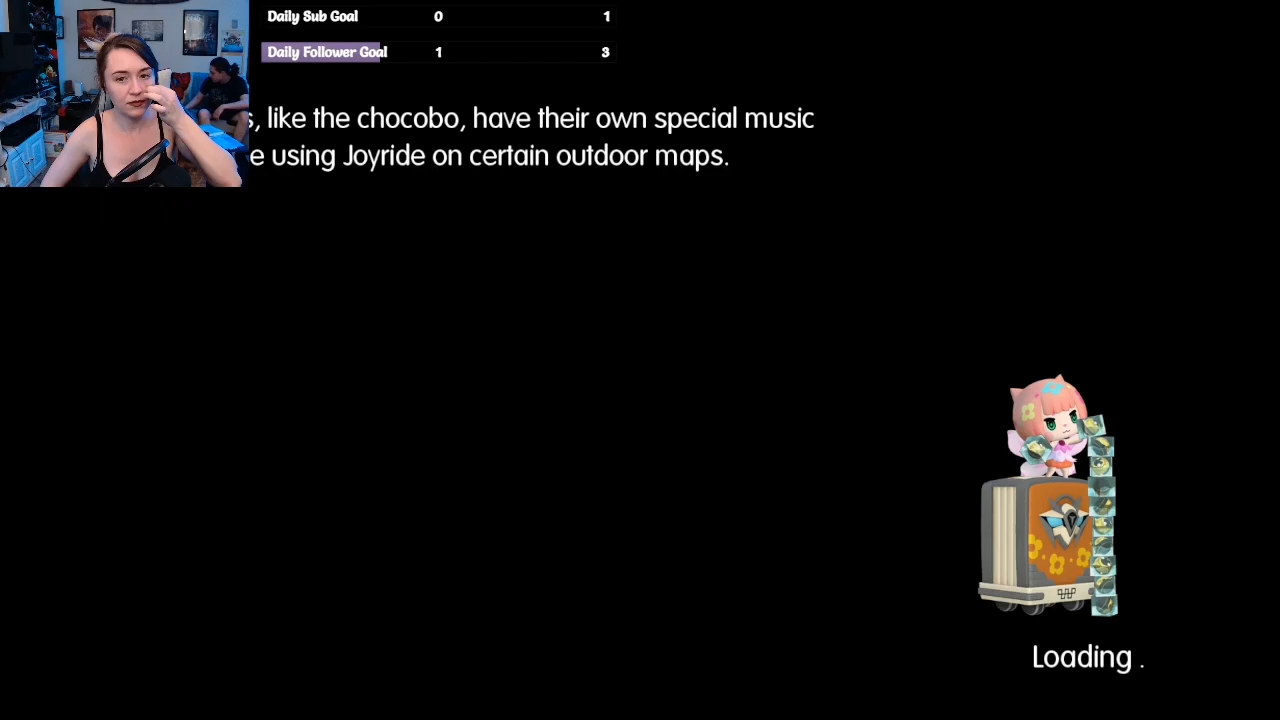 Daily Sub Goal 0 1
Daily Follower Goal 1 3
, like the chocobo, have their own special music
e using Joyride on certain outdoor maps.
Loading .